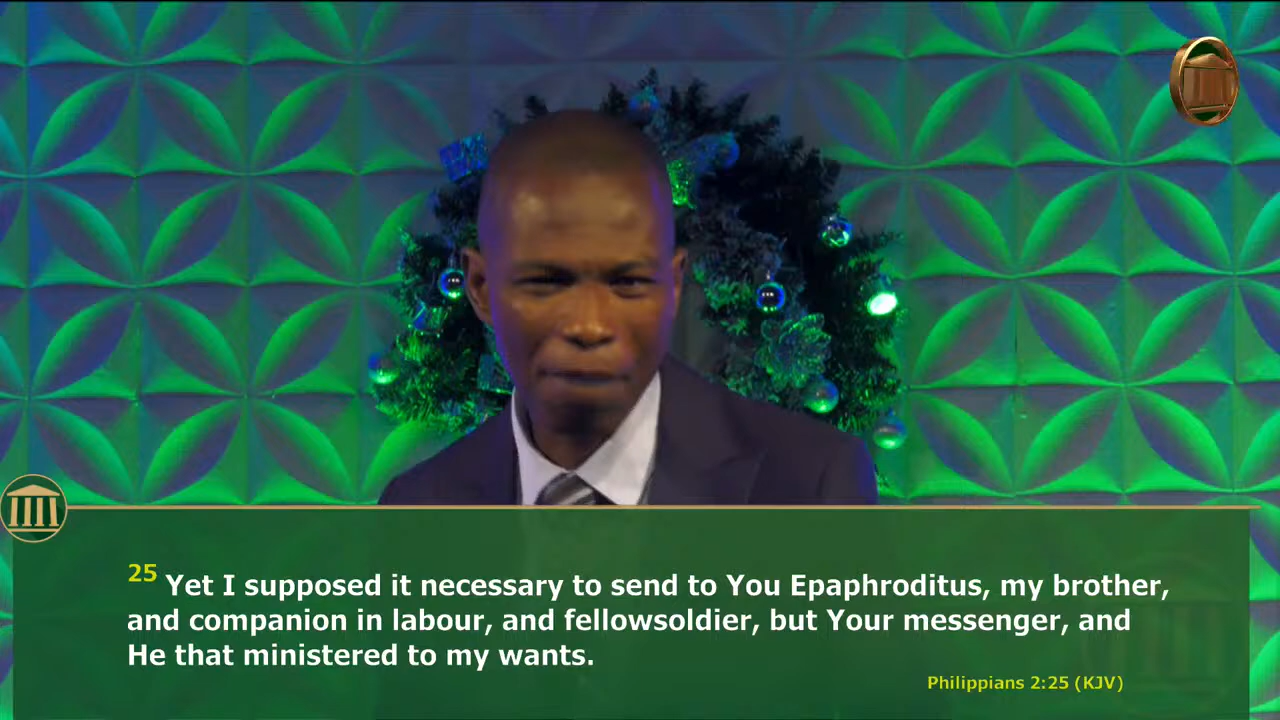 25 Yet I supposed it necessary to send to You Epaphroditus, my brother,
and companion in labour, and fellowsoldier, but Your messenger, and
He that ministered to my wants.
Philippians 2:25 (KJV)